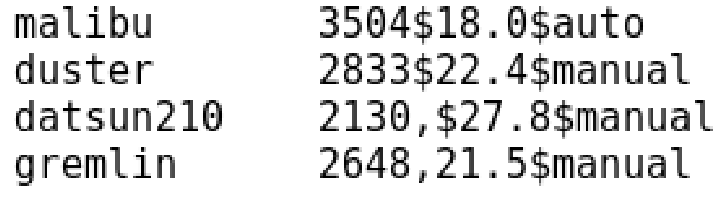 malibu 3504$18.0$auto
duster 2833$22.4$manual
datsun210 2130,$27.8$manual
gremlin 2648,21.5$manual